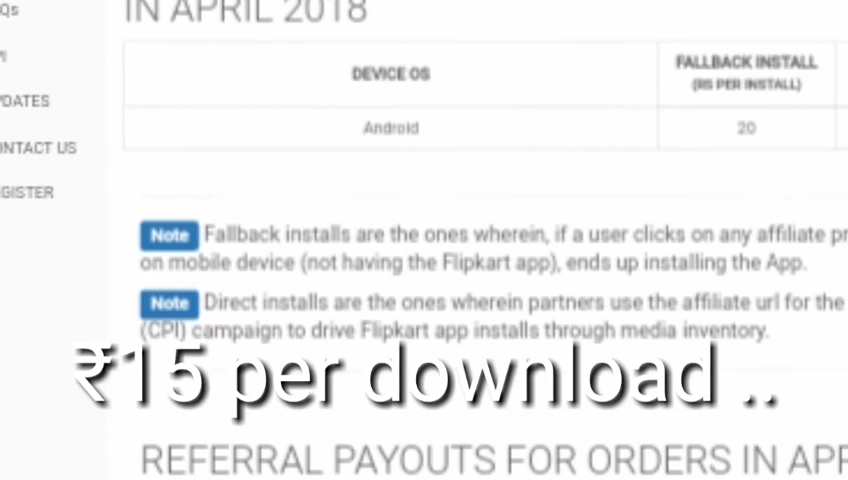 Qs
IN APRIL 2018
DEVICE OS
FALLBACK INSTALL
(RS PER INSTALL)
PDATES
Android
20
ONTACT US
GISTER
Note Fallback installs are the ones wherein, if a user clicks on any affiliate pr
on mobile device (not having the Flipkart app), ends up installing the App.
Note Direct installs are the ones wherein partners use the affiliate url for the
(CPI) campaign to drive Flipkart app installs through media inventory.
₹15 per download ..
REFERRAL PAYOUTS FOR ORDERS IN APR